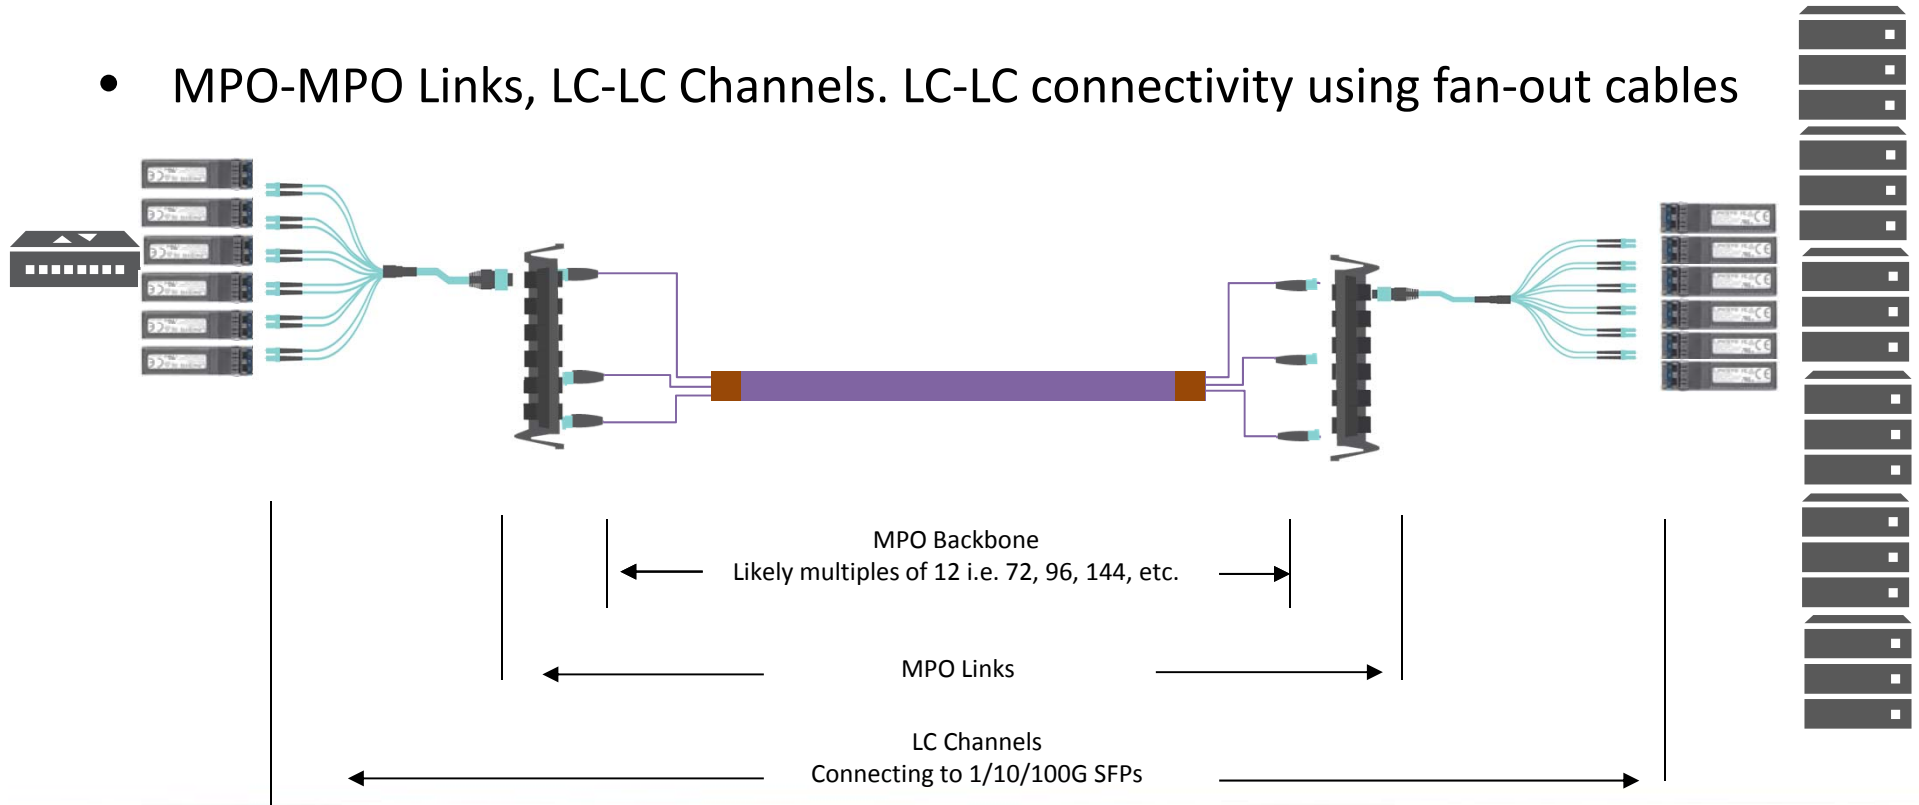 • MPO-MPO Links, LC-LC Channels. LC-LC connectivity using fan-out cables
MPO Backbone
Likely multiples of 12 i.e. 72, 96, 144, etc.
MPO Links
LC Channels
Connecting to 1/10/100G SFPs